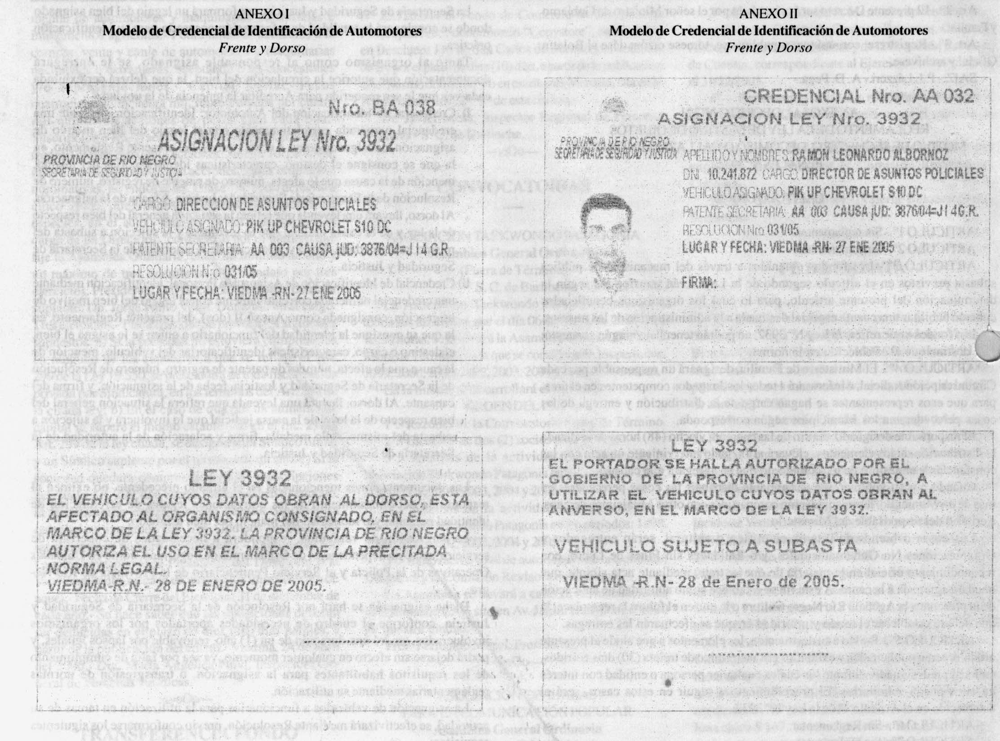 ANEXO I
Modelo de Credencial de Identificación de Automotores
Frente y Dorso
Nro. BA 038
ASIGNACION LEY Nro. 3932
PROVINCIA DE RIO NEGRO
SECRETARIA DE SEGURIDAD Y JUSTICIA
CARGO: DIRECCION DE ASUNTOS POLICIALES
VEHCIULO ASIGNADO: PIK UP CHEVROLET S10 DC
PATENTE SECRETARIA: AA 003 CAUSA jUD: 3876/04=J I 4 G.R.
RESOLUCION Nro 031/05
LUGAR Y FECHA: VIEDMA -RN- 27 ENE 2005
LEY 3932
EL VEHICULO CUYOS DATOS OBRAN AL DORSO, ESTA
AFECTADO AL ORGANISMO CONSIGNADO, EN EL
MARCO DE LA LEY 3932. LA PROVINCIA DE RIO NEGRO
AUTORIZA EL USO EN EL MARCO DE LA PRECITADA
NORMA LEGAL.
VIEDMA-R.N.- 28 DE ENERO DE 2005.
ANEXO II
Modelo de Credencial de Identificación de Automotores
Frente y Dorso
CREDENCIAL Nro. AA 032
ASIGNACION LEY Nro. 3932
PROVINCIA DE RIO NEGRO
SECRETARIA DE SEGURIDAD Y JUSTICIA
APELLIDO Y NOMBRES: RAMON LEONARDO ALBORNOZ
DNI. 10.241.872 CARGO: DIRECTOR DE ASUNTOS POLICIALES
VEHICULO ASIGNADO: PIK UP CHEVROLET S10 DC
PATENTE SECRETARIA: AA 003 CAUSA jUD: 3876/04=J I 4 G.R.
RESOLUCION Nro 031/05
LUGAR Y FECHA: VIEDMA -RN- 27 ENE 2005
FIRMA:
LEY 3932
EL PORTADOR SE HALLA AUTORIZADO POR EL
GOBIERNO DE LA PROVINCIA DE RIO NEGRO, A
UTILIZAR EL VEHICULO CUYOS DATOS OBRAN AL
ANVERSO, EN EL MARCO DE LA LEY 3932.
VEHICULO SUJETO A SUBASTA
VIEDMA -R.N- 28 de Enero de 2005.